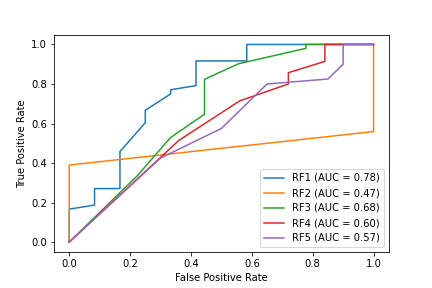 1.0
0.8
0.6
0.4
0.2
0.0
True Positive Rate
RF1 (AUC = 0.78)
RF2 (AUC = 0.47)
RF3 (AUC = 0.68)
RF4 (AUC = 0.60)
RF5 (AUC = 0.57)
0.0 0.2 0.4 0.6 0.8 1.0
False Positive Rate